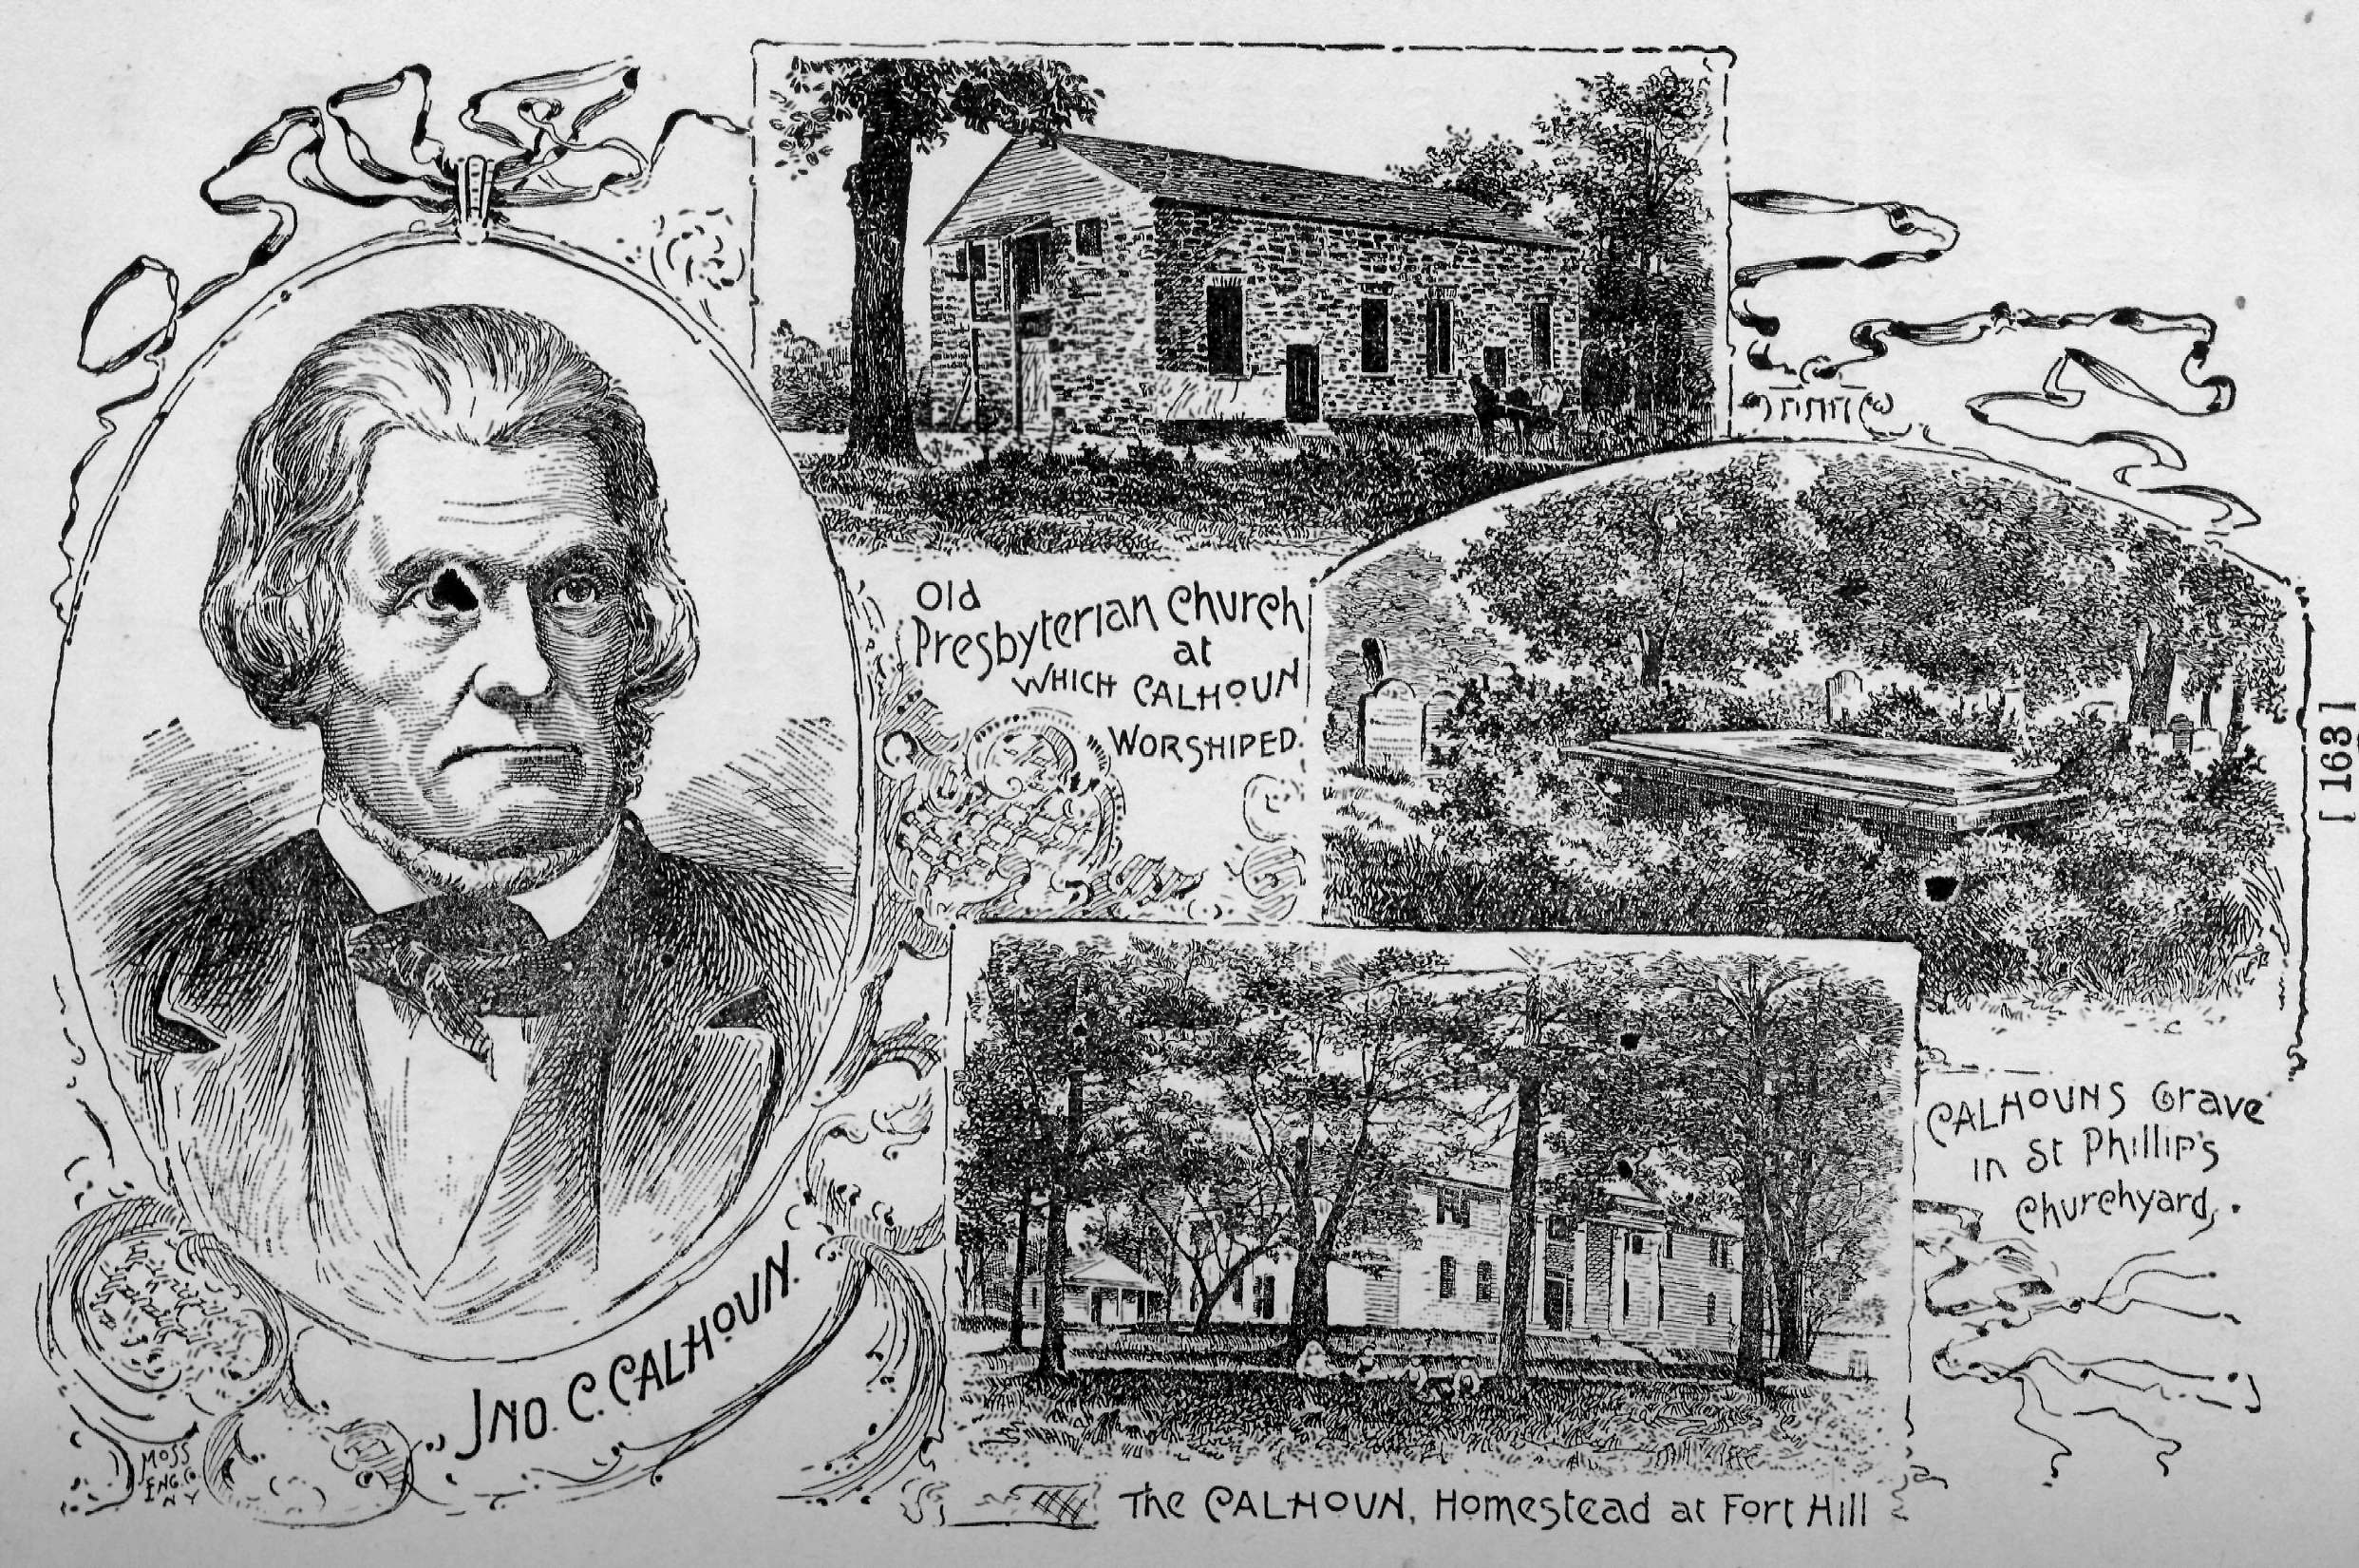 Old
Presbyterian Church
at
WHICH CALHOUN
WORSHIPED.
[163]
CALHOUNS Grave
in St Phillip's
Churchyard,.
JNO. C. CALHOUN.
MOSS
ENG. Co
N Y
The CALHOUN, Homestead at Fort Hill